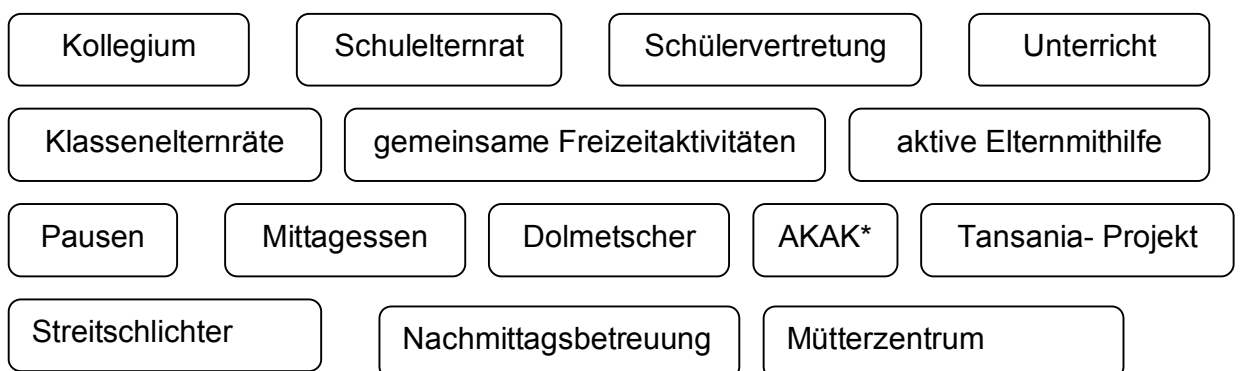 Kollegium Schulelternrat Schülervertretung Unterricht
Klassenelternräte gemeinsame Freizeitaktivitäten aktive Elternmithilfe
Pausen Mittagessen Dolmetscher AKAK* Tansania- Projekt
Streitschlichter Nachmittagsbetreuung Mütterzentrum